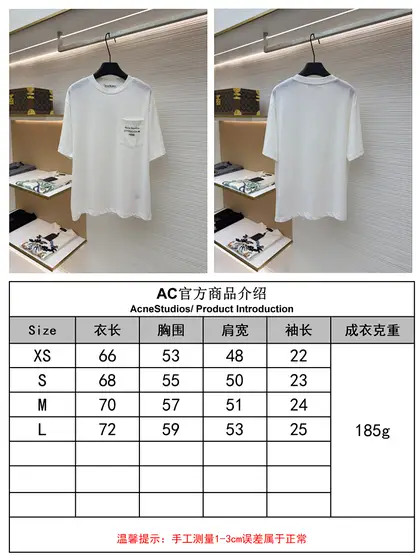 AC官方商品介绍
AcneStudios/ Product Introduction
Size 衣长 胸围 肩宽 袖长 成衣克重
XS 66 53 48 22
S 68 55 50 23
M 70 57 51 24
L 72 59 53 25
185g
温馨提示：手工测量1-3cm误差属于正常